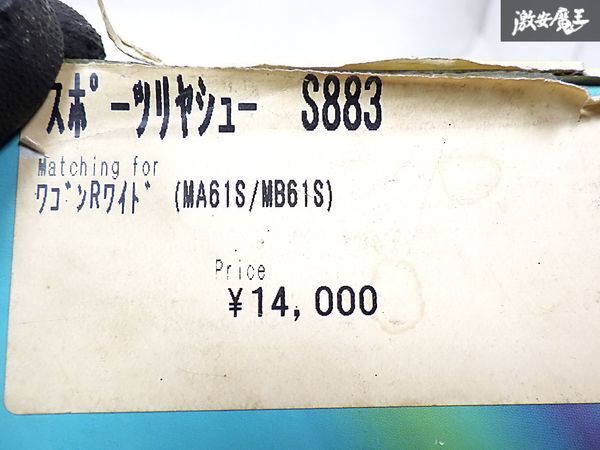 激安魔王
スポーツリヤシュー S883
Matching for
ワゴンRワイド (MA61S/MB61S)
Price
¥14,000